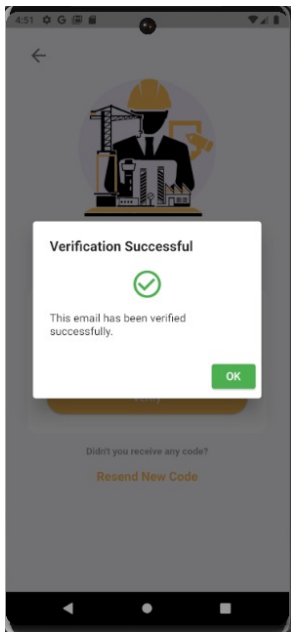 4:51
Verification Successful
This email has been verified
successfully.
OK
Verify
Didn't you receive any code?
Resend New Code